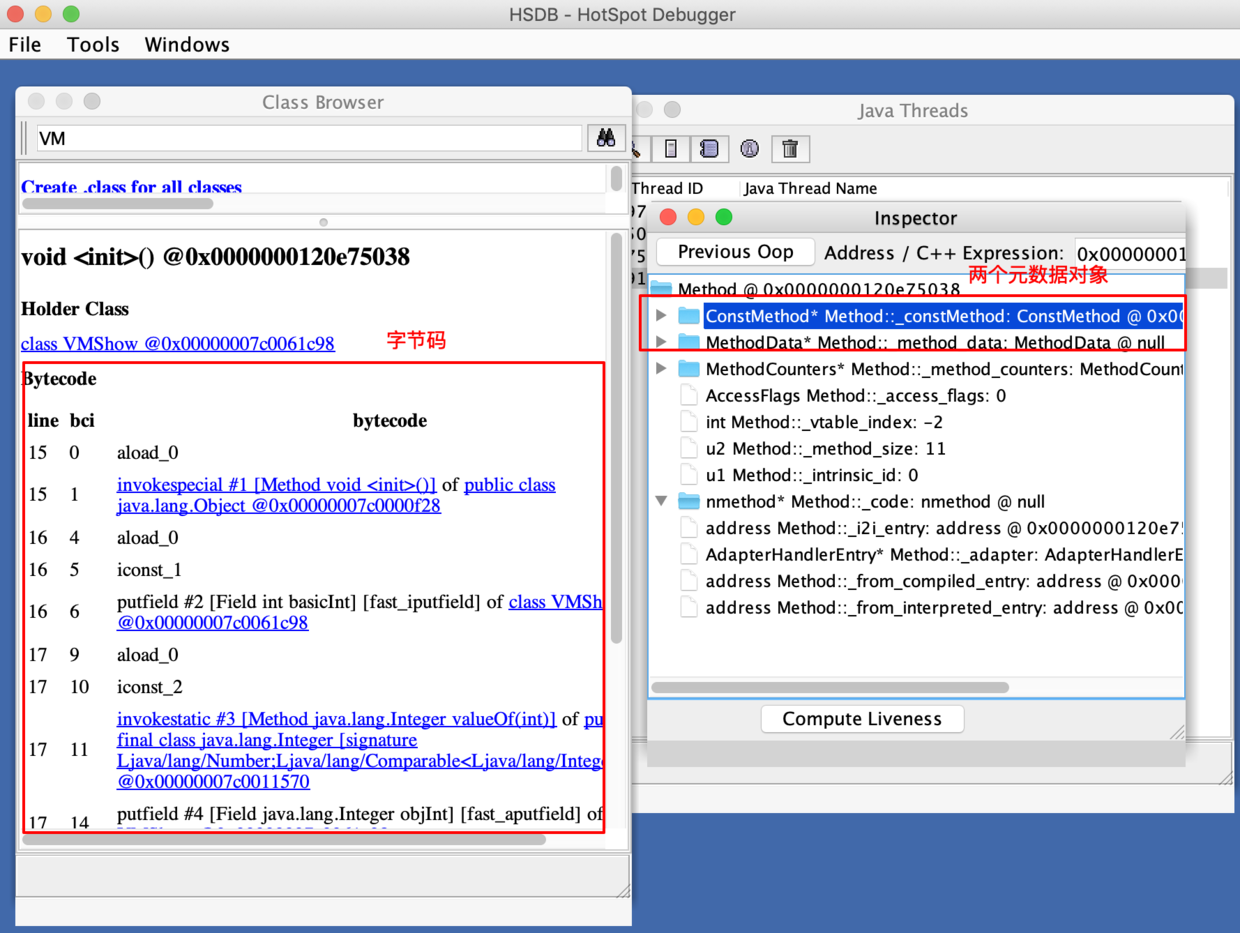 HSDB - HotSpot Debugger
File Tools Windows
Class Browser
VM
Create .class for all classes
void <init>() @0x0000000120e75038
Holder Class
class VMShow @0x00000007c0061c98
字节码
Bytecode
line bci bytecode
15 0 aload_0
15 1 invokespecial #1 [Method void <init>()] of public class
java.lang.Object @0x00000007c0000f28
16 4 aload_0
16 5 iconst_1
16 6 putfield #2 [Field int basicInt] [fast_iputfield] of class VMSh
@0x00000007c0061c98
17 9 aload_0
17 10 iconst_2
17 11 invokestatic #3 [Method java.lang.Integer valueOf(int)] of pu
final class java.lang.Integer [signature
Ljava/lang/Number;Ljava/lang/Comparable<Ljava/lang/Intege
@0x00000007c0011570
17 14 putfield #4 [Field java.lang.Integer objInt] [fast_aputfield] of
Java Threads
Thread ID Java Thread Name
Inspector
Previous Oop Address / C++ Expression: 0x00000001
两个元数据对象
Method @ 0x0000000120e75038
ConstMethod* Method::_constMethod: ConstMethod @ 0x00
MethodData* Method::_method_data: MethodData @ null
MethodCounters* Method::_method_counters: MethodCount
AccessFlags Method::_access_flags: 0
int Method::_vtable_index: -2
u2 Method::_method_size: 11
u1 Method::_intrinsic_id: 0
nmethod* Method::_code: nmethod @ null
address Method::_i2i_entry: address @ 0x0000000120e75
AdapterHandlerEntry* Method::_adapter: AdapterHandlerE
address Method::_from_compiled_entry: address @ 0x000
address Method::_from_interpreted_entry: address @ 0x00
Compute Liveness